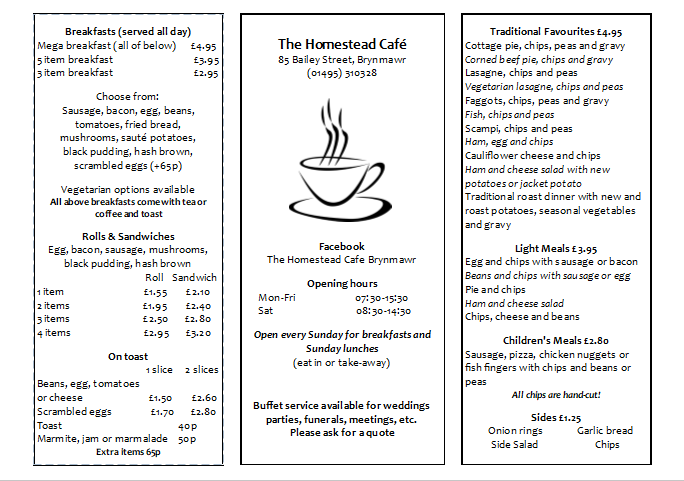 Breakfasts (served all day)
Mega breakfast (all of below) £4.95
5 item breakfast £3.95
3 item breakfast £2.95
Choose from:
Sausage, bacon, egg, beans,
tomatoes, fried bread,
mushrooms, sauté potatoes,
black pudding, hash brown,
scrambled eggs (+65p)
Vegetarian options available
All above breakfasts come with tea or
coffee and toast
Rolls & Sandwiches
Egg, bacon, sausage, mushrooms,
black pudding, hash brown
Roll Sandwich
1 item £1.55 £2.10
2 items £1.95 £2.40
3 items £2.50 £2.80
4 items £2.95 £3.20
On toast
1 slice 2 slices
Beans, egg, tomatoes
or cheese £1.50 £2.60
Scrambled eggs £1.70 £2.80
Toast 40p
Marmite, jam or marmalade 50p
Extra items 65p
The Homestead Café
85 Bailey Street, Brynmawr
(01495) 310328
Facebook
The Homestead Cafe Brynmawr
Opening hours
Mon-Fri 07:30-15:30
Sat 08:30-14:30
Open every Sunday for breakfasts and
Sunday lunches
(eat in or take-away)
Buffet service available for weddings
parties, funerals, meetings, etc.
Please ask for a quote
Traditional Favourites £4.95
Cottage pie, chips, peas and gravy
Corned beef pie, chips and gravy
Lasagne, chips and peas
Vegetarian lasagne, chips and peas
Faggots, chips, peas and gravy
Fish, chips and peas
Scampi, chips and peas
Ham, egg and chips
Cauliflower cheese and chips
Ham and cheese salad with new
potatoes or jacket potato
Traditional roast dinner with new and
roast potatoes, seasonal vegetables
and gravy
Light Meals £3.95
Egg and chips with sausage or bacon
Beans and chips with sausage or egg
Pie and chips
Ham and cheese salad
Chips, cheese and beans
Children's Meals £2.80
Sausage, pizza, chicken nuggets or
fish fingers with chips and beans or
peas
All chips are hand-cut!
Sides £1.25
Onion rings Garlic bread
Side Salad Chips